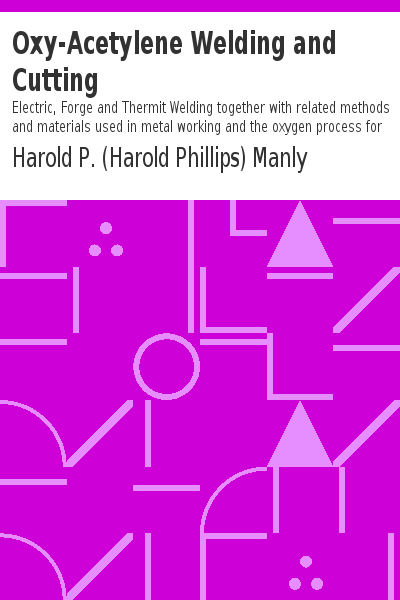 Oxy-Acetylene Welding and
Cutting
Electric, Forge and Thermit Welding together with related methods
and materials used in metal working and the oxygen process for
Harold P. (Harold Phillips) Manly